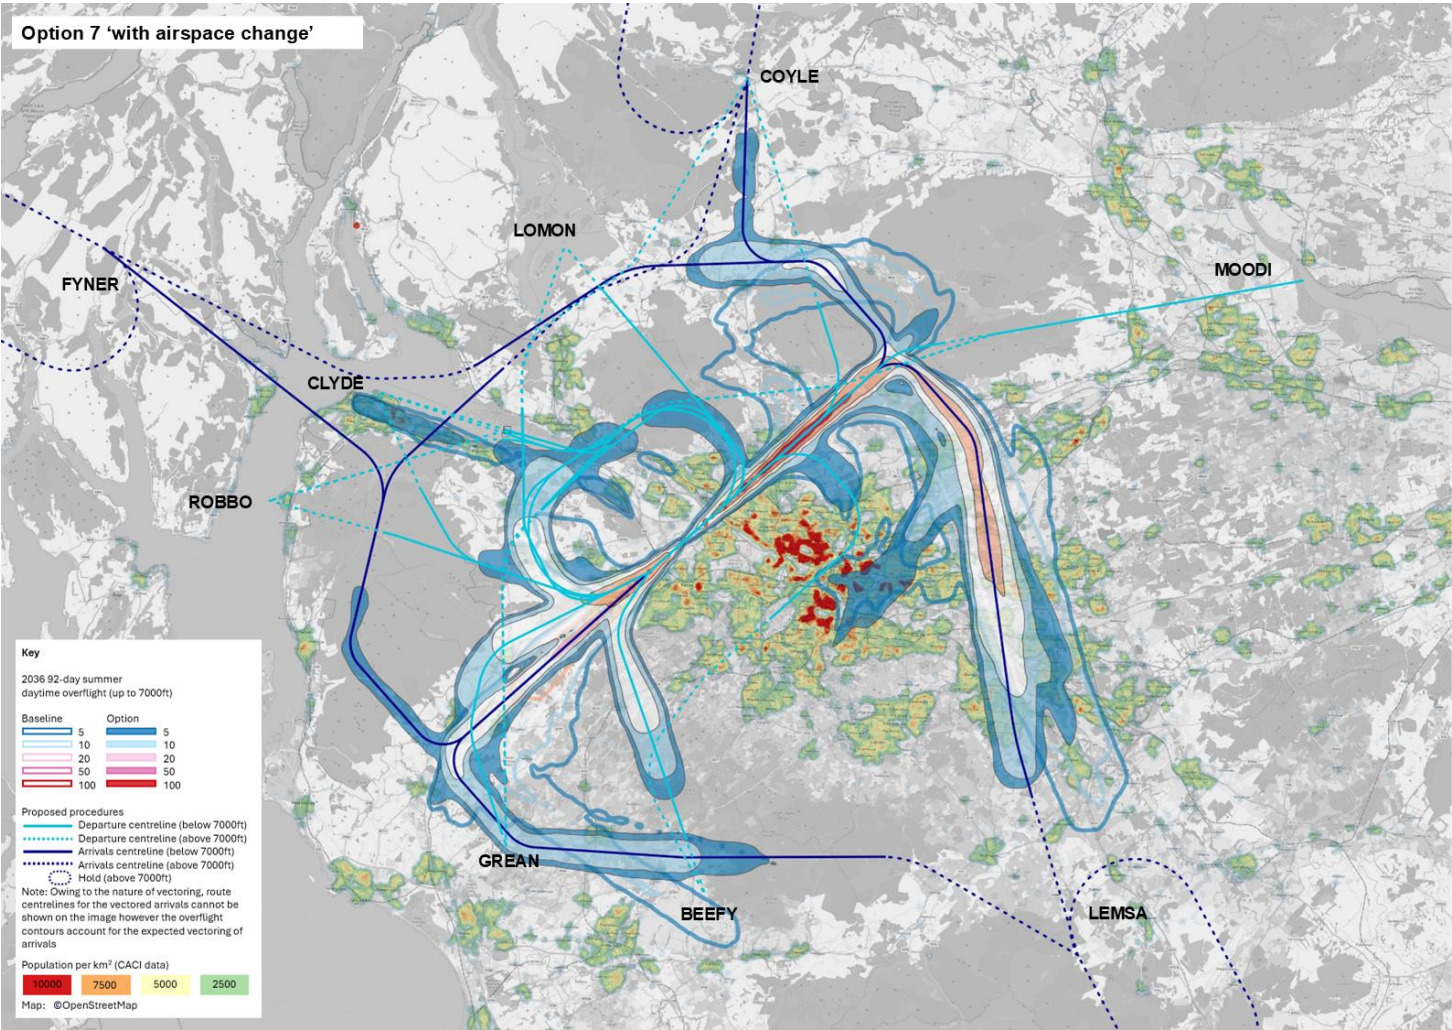 Option 7 ‘with airspace change’
COYLE
LOMON
MOODI
FYNER
CLYDE
ROBBO
GREAN
BEEFY
LEMSA
Key
2036 92-day summer
daytime overflight (up to 7000ft)
Baseline Option
5 5
10 10
20 20
50 50
100 100
Proposed procedures
Departure centreline (below 7000ft)
Departure centreline (above 7000ft)
Arrivals centreline (below 7000ft)
Arrivals centreline (above 7000ft)
Hold (above 7000ft)
Note: Owing to the nature of vectoring, route
centrelines for the vectored arrivals cannot be
shown on the image however the overflight
contours account for the expected vectoring of
arrivals
Population per km² (CACI data)
10000 7500 5000 2500
Map: ©OpenStreetMap